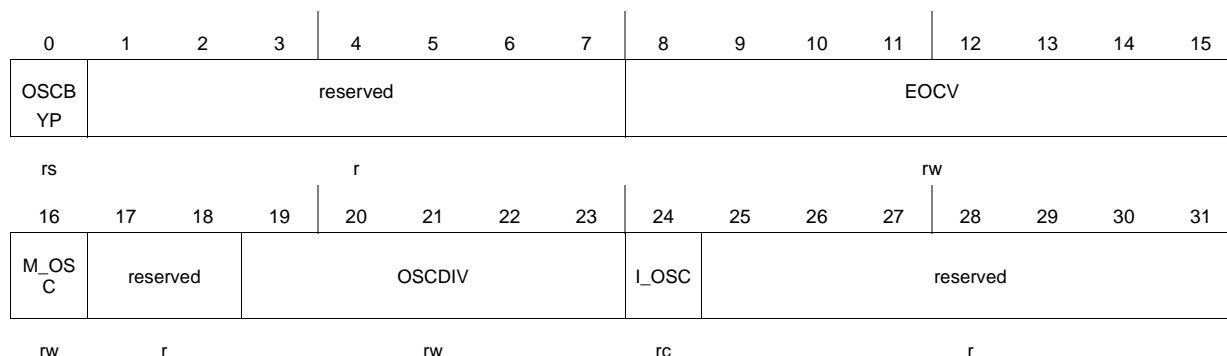 0 1 2 3 4 5 6 7 8 9 10 11 12 13 14 15
OSCB
YP
reserved
EOCV
rs r rw
16 17 18 19 20 21 22 23 24 25 26 27 28 29 30 31
M_OS
C
reserved
OSCDIV
I_OSC
reserved
rw r rw rc r